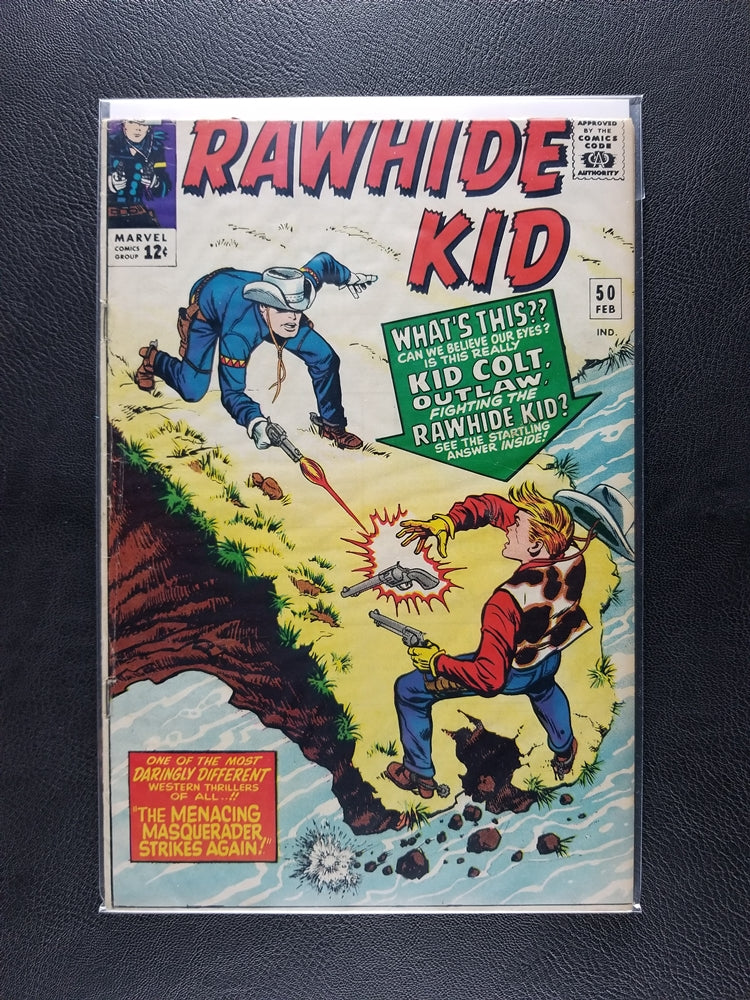 RAWHIDE
KID
APPROVED
BY THE
COMICS
CODE
CA
AUTHORITY
MARVEL
COMICS
GROUP 12¢
50
FEB
IND.
WHAT'S THIS??
CAN WE BELIEVE OUR EYES?
IS THIS REALLY
KID COLT,
OUTLAW,
FIGHTING THE
RAWHIDE KID?
SEE THE STARTLING
ANSWER INSIDE!
ONE OF THE MOST
DARINGLY DIFFERENT
WESTERN THRILLERS
OF ALL...!!
"THE MENACING
MASQUERADER
STRIKES AGAIN!"